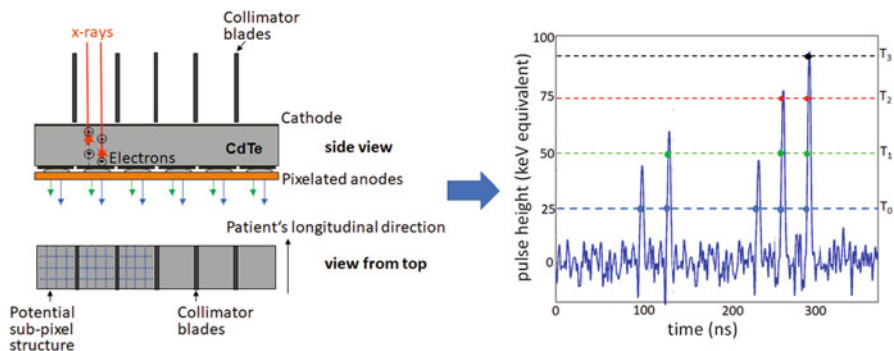 x-rays
Collimator
blades
Cathode
CdTe
side view
Electrons
Pixelated anodes
Patient's longitudinal direction
view from top
Potential
sub-pixel
structure
Collimator
blades
pulse height (keV equivalent)
100
75
50
25
0
T₃
T₂
T₁
T₀
0
100
200
300
time (ns)